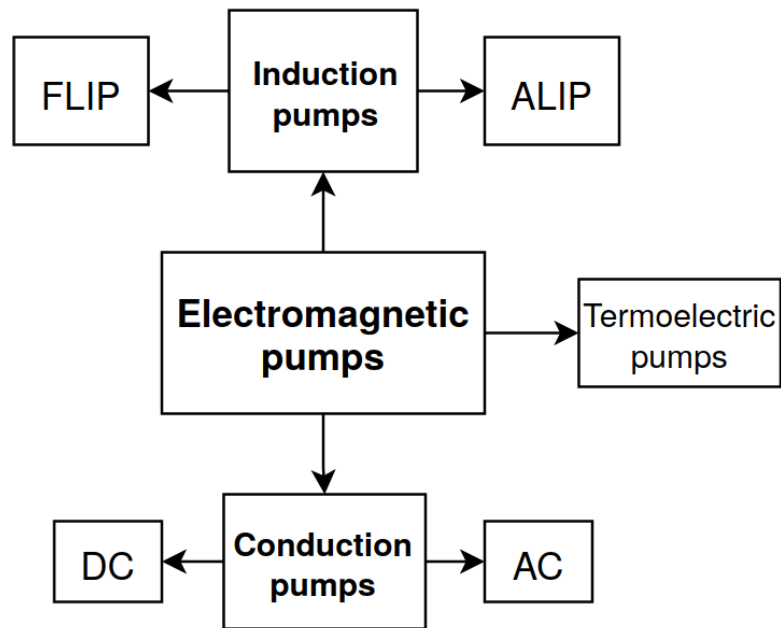 FLIP
Induction
pumps
ALIP
Electromagnetic
pumps
Termoelectric
pumps
DC
Conduction
pumps
AC